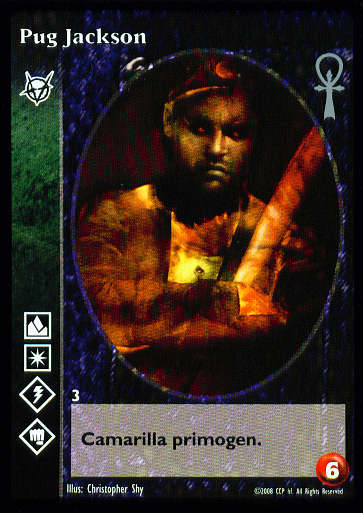 Pug Jackson
3
Camarilla primogen.
6
Illus: Christopher Shy
©2008 CCP hf. All Rights Reserved